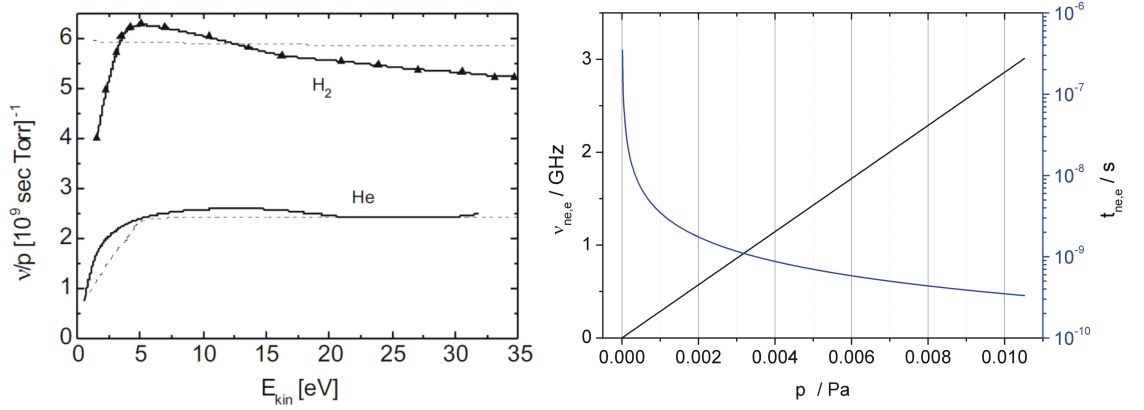 ν/p [10⁹ sec Torr]⁻¹
6
5
4
3
2
1
0
H₂
He
0 5 10 15 20 25 30 35
E_kin [eV]
ν_ne,e / GHz
3
2
1
0
10⁻⁶
10⁻⁷
10⁻⁸
10⁻⁹
10⁻¹⁰
t_ne,e / s
0.000 0.002 0.004 0.006 0.008 0.010
p / Pa